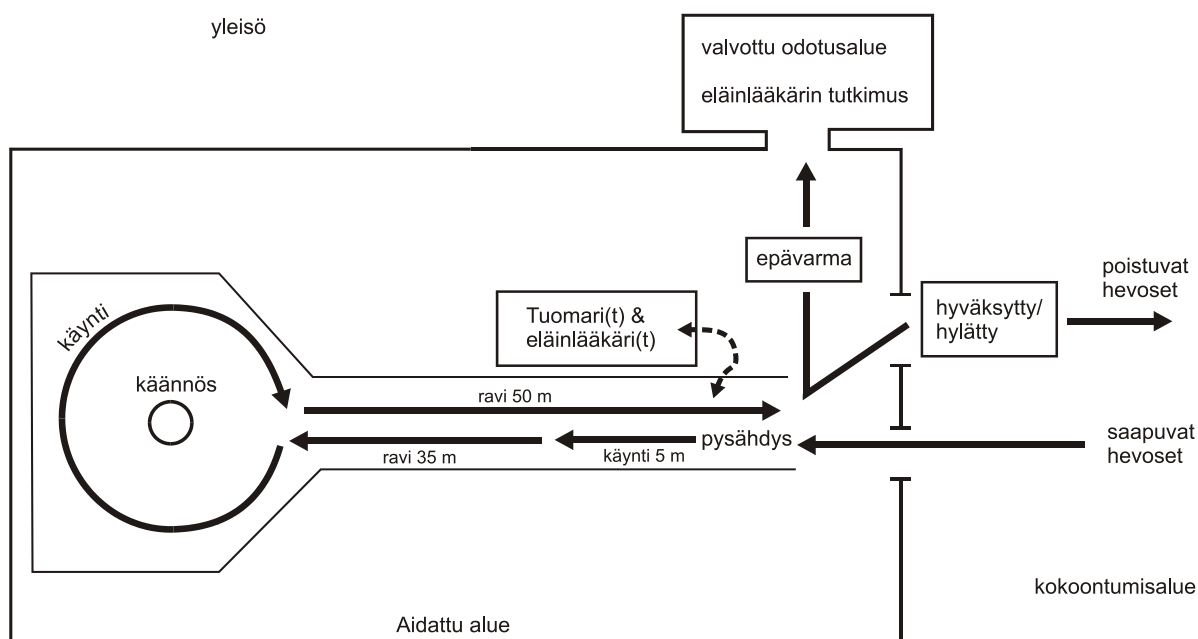 yleisö
valvottu odotusalue
eläinlääkärin tutkimus
epävarma
poistuvat
hevoset
hyväksytty/
hylätty
Tuomari(t) &
eläinlääkäri(t)
käynti
käännös
ravi 50 m
pysähdys
saapuvat
hevoset
ravi 35 m
käynti 5 m
kokoontumisalue
Aidattu alue